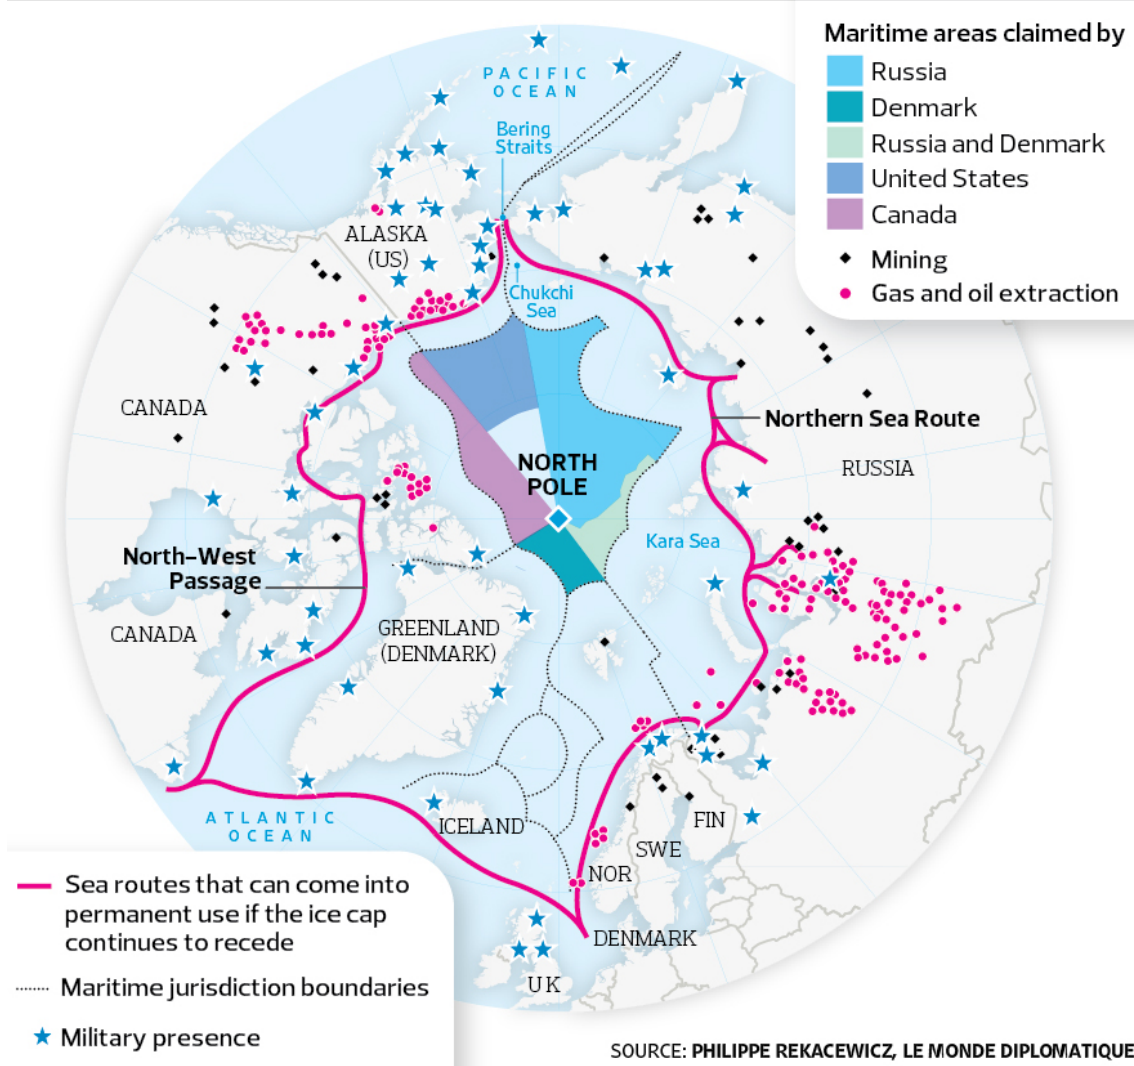 Maritime areas claimed by
Russia
Denmark
Russia and Denmark
United States
Canada
Mining
Gas and oil extraction
PACIFIC
OCEAN
Bering
Straits
ALASKA
(US)
Chukchi
Sea
CANADA
Northern Sea Route
RUSSIA
NORTH
POLE
Kara Sea
North–West
Passage
CANADA
GREENLAND
(DENMARK)
ATLANTIC
OCEAN
ICELAND
FIN
SWE
NOR
DENMARK
UK
Sea routes that can come into
permanent use if the ice cap
continues to recede
Maritime jurisdiction boundaries
Military presence
SOURCE: PHILIPPE REKACEWICZ, LE MONDE DIPLOMATIQUE